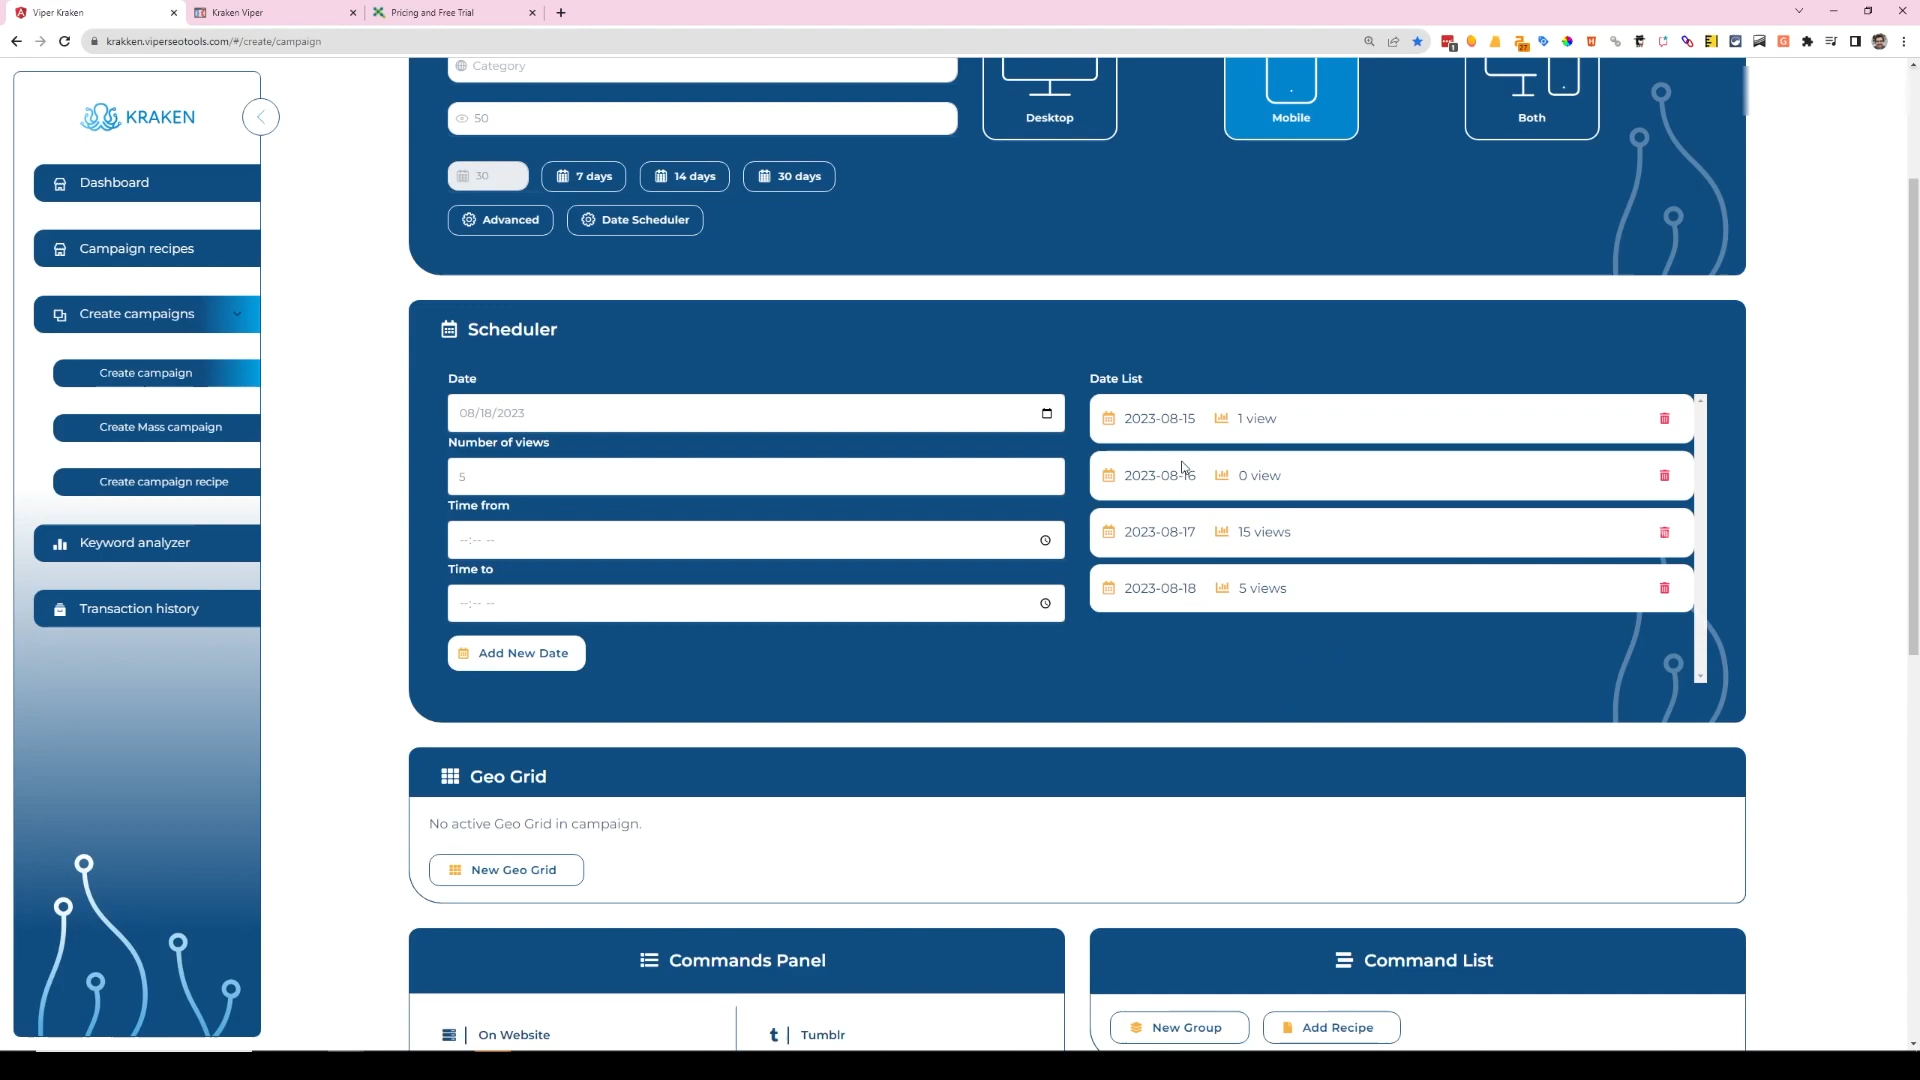 Viper Kraken
Kraken Viper
Pricing and Free Trial
krakken.viperseotools.com/#/create/campaign
1
27
KRAKEN
Dashboard
Campaign recipes
Create campaigns
Create campaign
Create Mass campaign
Create campaign recipe
Keyword analyzer
Transaction history
Category
50
Desktop
Mobile
Both
30
7 days
14 days
30 days
Advanced
Date Scheduler
Scheduler
Date
08/18/2023
Number of views
5
Time from
--:-- --
Time to
--:-- --
Add New Date
Date List
2023-08-15 1 view
2023-08-16 0 view
2023-08-17 15 views
2023-08-18 5 views
Geo Grid
No active Geo Grid in campaign.
New Geo Grid
Commands Panel
On Website
Tumblr
Command List
New Group
Add Recipe